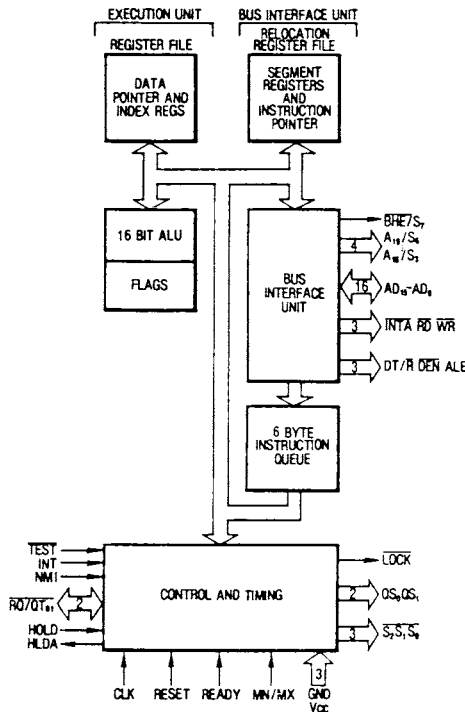 EXECUTION UNIT
BUS INTERFACE UNIT
REGISTER FILE
RELOCATION
REGISTER FILE
DATA
POINTER AND
INDEX REGS
SEGMENT
REGISTERS
AND
INSTRUCTION
POINTER
16 BIT ALU
FLAGS
BUS
INTERFACE
UNIT
BHE/S7
4
A19/S6
A16/S3
16
AD15-AD0
3
INTA RD WR
3
DT/R DEN ALE
6 BYTE
INSTRUCTION
QUEUE
TEST
INT
NMI
RQ/GT01
2
HOLD
HLDA
CONTROL AND TIMING
LOCK
2
QS0QS1
3
S2S1S0
CLK
RESET
READY
MN/MX
3
GND
VCC